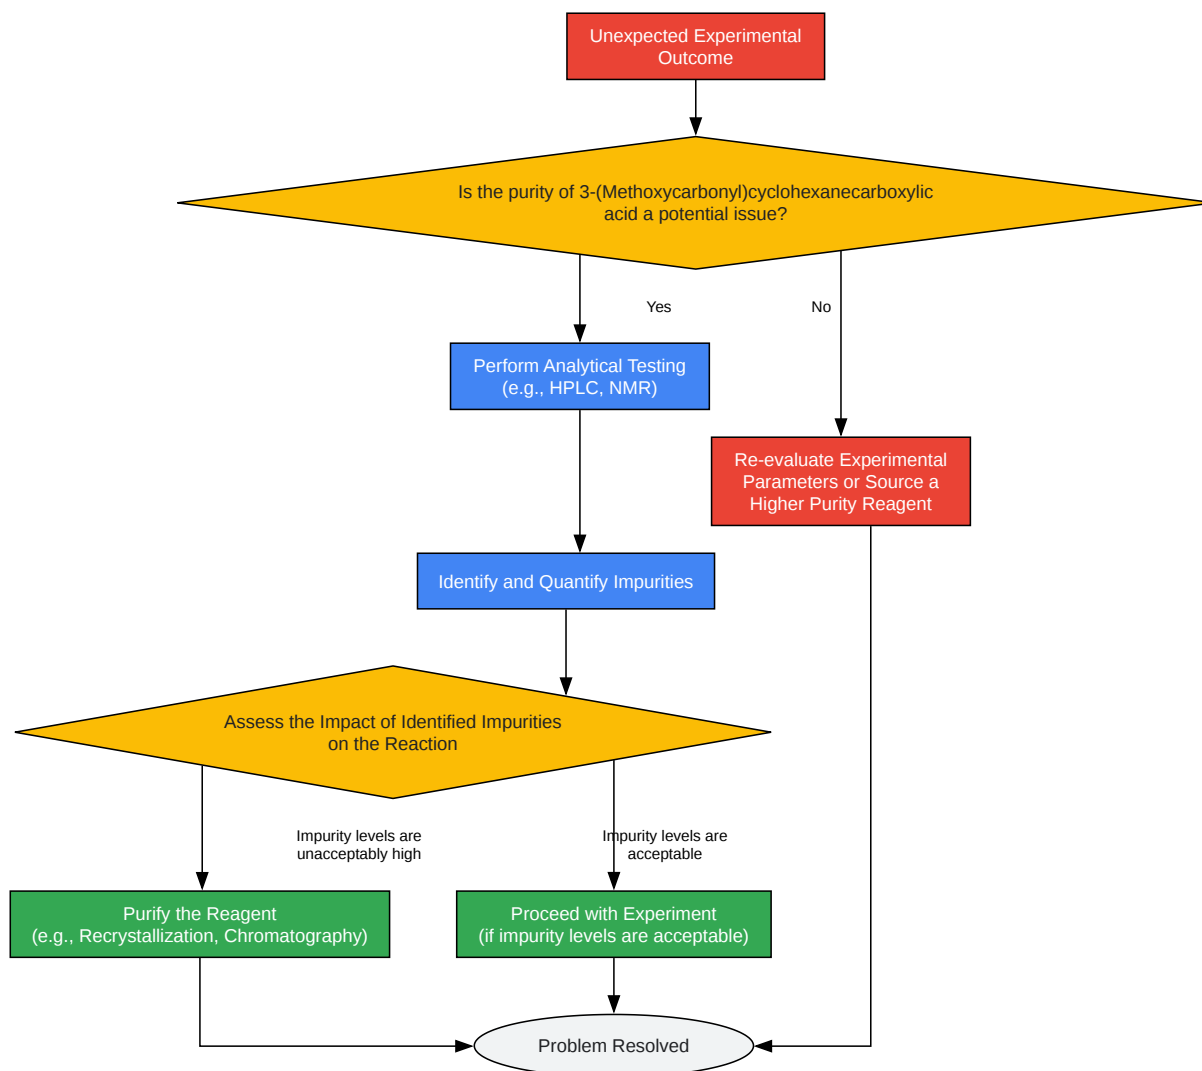 Unexpected Experimental
Outcome
Is the purity of 3-(Methoxycarbonyl)cyclohexanecarboxylic
acid a potential issue?
Yes
No
Perform Analytical Testing
(e.g., HPLC, NMR)
Re-evaluate Experimental
Parameters or Source a
Higher Purity Reagent
Identify and Quantify Impurities
Assess the Impact of Identified Impurities
on the Reaction
Impurity levels are
unacceptably high
Impurity levels are
acceptable
Purify the Reagent
(e.g., Recrystallization, Chromatography)
Proceed with Experiment
(if impurity levels are acceptable)
Problem Resolved